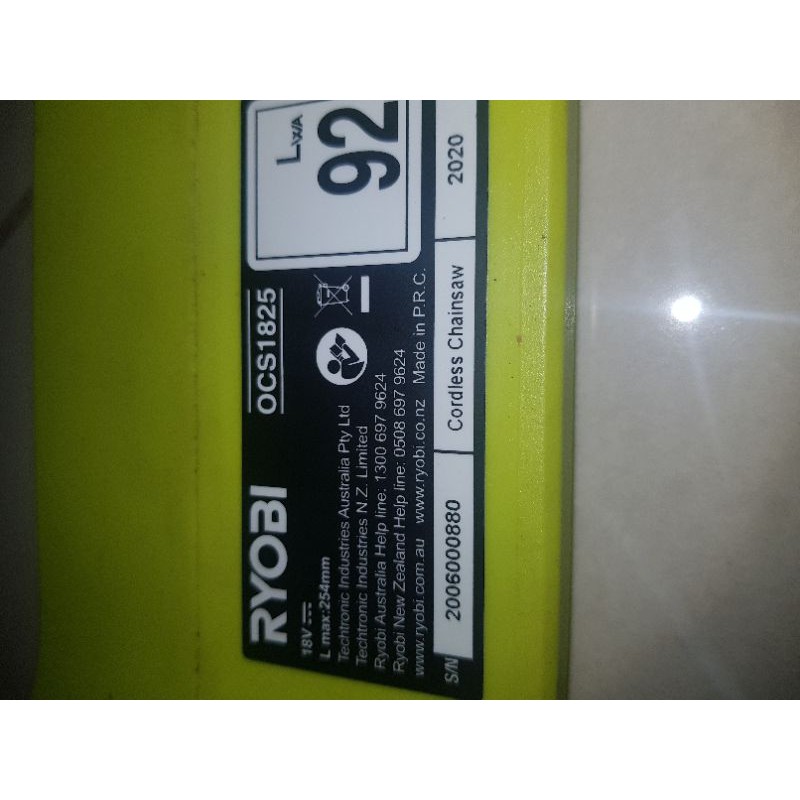 RYOBI OCS1825
18V
L max:254mm
Techtronic Industries Australia Pty Ltd
Techtronic Industries N.Z. Limited
Ryobi Australia Help line: 1300 697 9624
Ryobi New Zealand Help line: 0508 697 9624
www.ryobi.com.au www.ryobi.co.nz Made in P.R.C.
LWA
92
S/N 2006000880 Cordless Chainsaw 2020